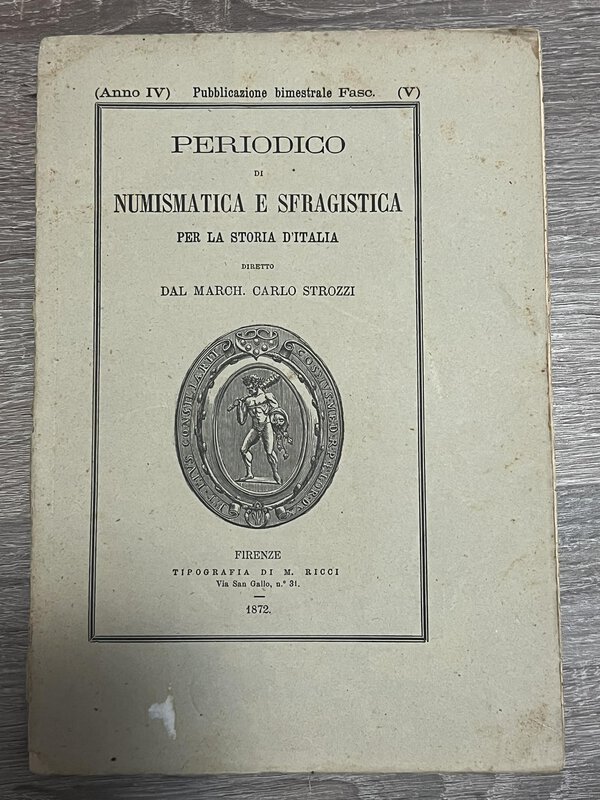 (Anno IV) Pubblicazione bimestrale Fasc. (V)
PERIODICO
DI
NUMISMATICA E SFRAGISTICA
PER LA STORIA D'ITALIA
DIRETTO
DAL MARCH. CARLO STROZZI
FIRENZE
TIPOGRAFIA DI M. RICCI
Via San Gallo, n.º 31.
1872.